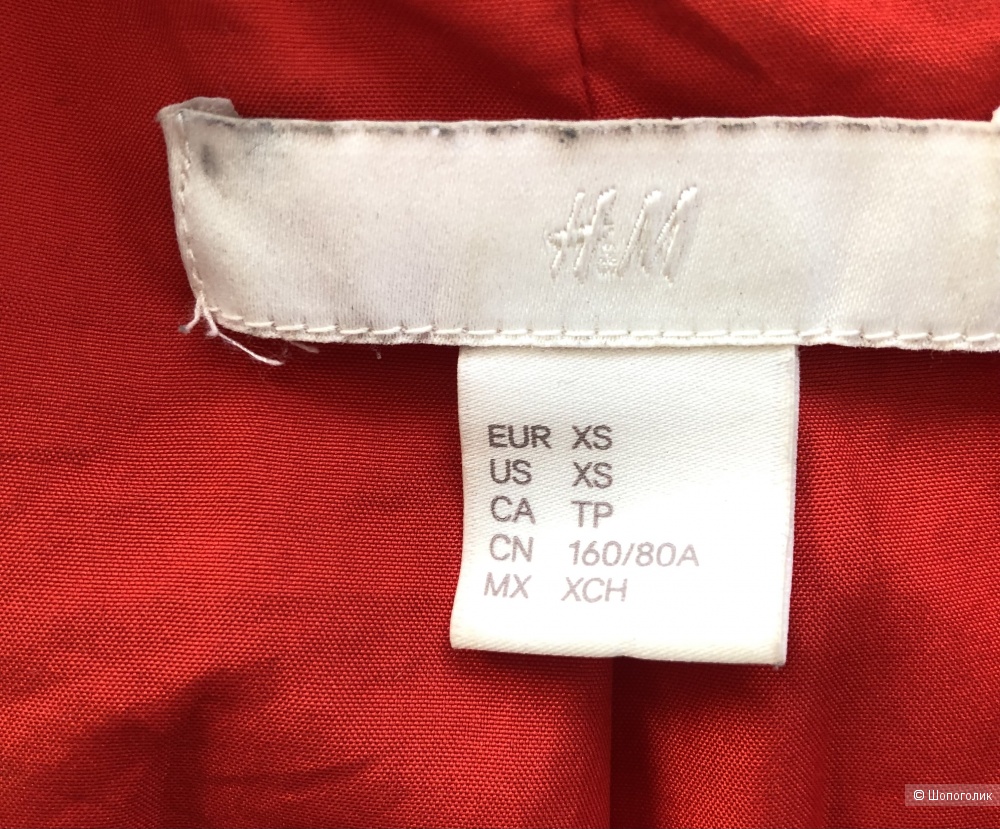 H&M
EUR XS
US XS
CA TP
CN 160/80A
MX XCH
© Шопоголик